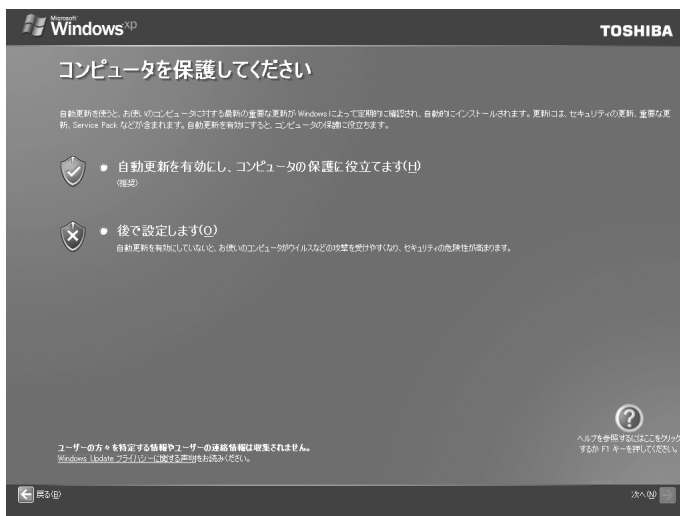 Microsoft
Windows xp
TOSHIBA
コンピュータを保護してください
自動更新を使うと、お使いのコンピュータに対する最新の重要な更新が Windows によって定期的に確認され、自動的にインストールされます。更新には、セキュリティの更新、重要な更
新、Service Pack などが含まれます。自動更新を有効にすると、コンピュータの保護に役立ちます。
自動更新を有効にし、コンピュータの保護に役立てます(H)
(推奨)
後で設定します(O)
自動更新を有効にしていないと、お使いのコンピュータがウイルスなどの攻撃を受けやすくなり、セキュリティの危険性が高まります。
ヘルプを参照するにはここをクリック
するか F1 キーを押してください。
ユーザーの方々を特定する情報やユーザーの連絡情報は収集されません。
Windows Update プライバシーに関する声明をお読みください。
戻る(B)
次へ(N)